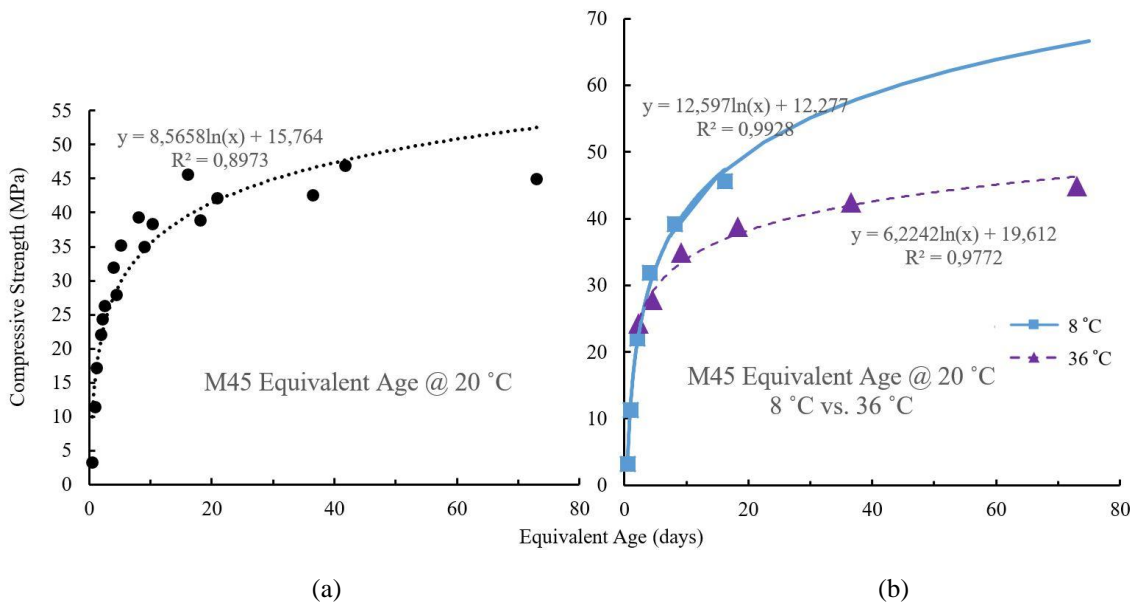 Compressive Strength (MPa)
55
50
45
40
35
30
25
20
15
10
5
0
0
20
40
60
80
y = 8,5658ln(x) + 15,764
R² = 0,8973
M45 Equivalent Age @ 20 ˚C
70
60
50
40
30
20
10
0
0
20
40
60
80
y = 12,597ln(x) + 12,277
R² = 0,9928
y = 6,2242ln(x) + 19,612
R² = 0,9772
8 ˚C
36 ˚C
M45 Equivalent Age @ 20 ˚C
8 ˚C vs. 36 ˚C
Equivalent Age (days)
(a)
(b)